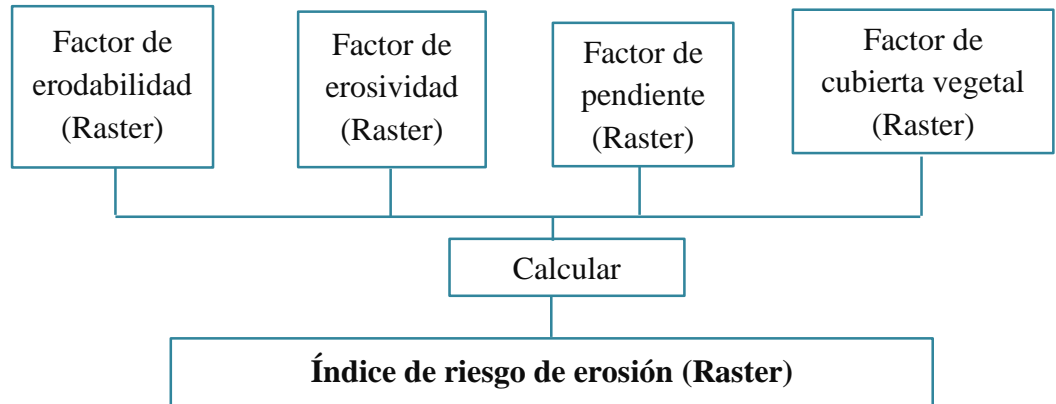 Factor de
erodabilidad
(Raster)
Factor de
erosividad
(Raster)
Factor de
pendiente
(Raster)
Factor de
cubierta vegetal
(Raster)
Calcular
Índice de riesgo de erosión (Raster)